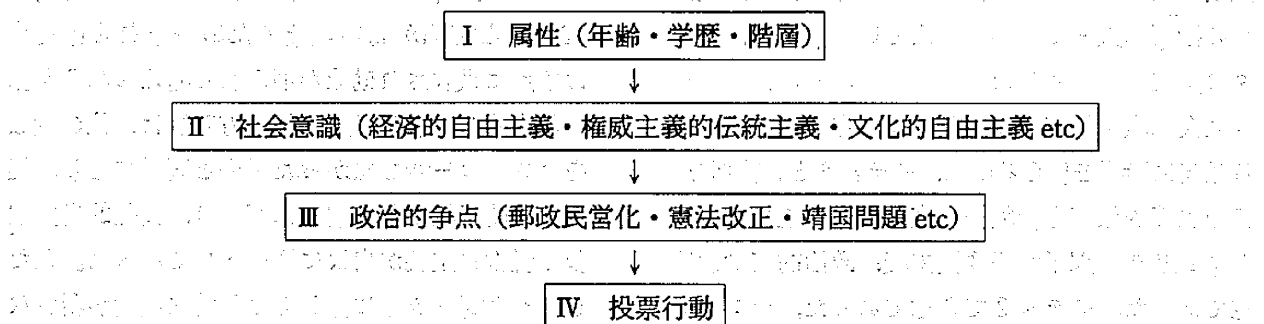 Ⅰ 属性(年齢・学歴・階層)
↓
Ⅱ 社会意識(経済的自由主義・権威主義的伝統主義・文化的自由主義 etc)
↓
Ⅲ 政治的争点(郵政民営化・憲法改正・靖国問題 etc)
↓
Ⅳ 投票行動